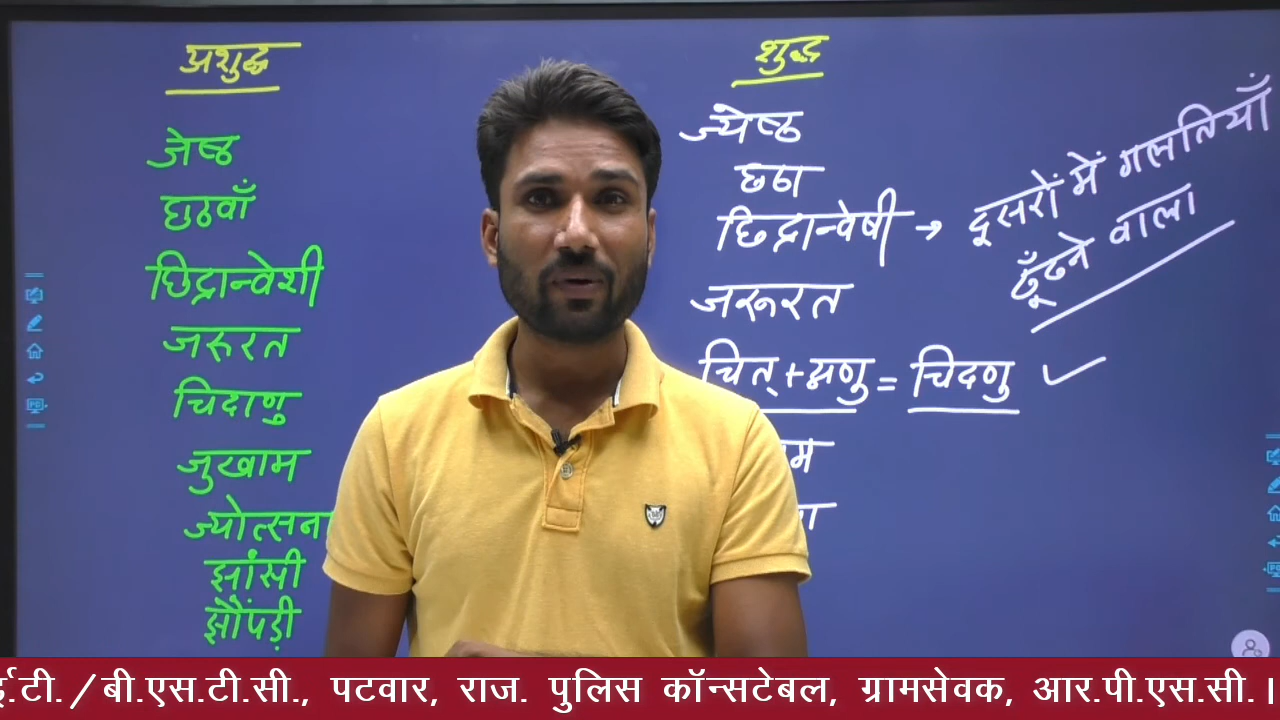 अशुद्ध
जेष्ठ
छठवाँ
छिद्रान्वेशी
जरुरत
चिदाणु
जुखाम
ज्योत्सना
झांसी
झौंपड़ी
शुद्ध
ज्येष्ठ
छठा
छिद्रान्वेषी → दूसरों में गलतियाँ
ढूँढने वाला
जरूरत
चित् + अणु = चिदणु ✓
ई.टी./बी.एस.टी.सी., पटवार, राज. पुलिस कॉन्सटेबल, ग्रामसेवक, आर.पी.एस.सी.।